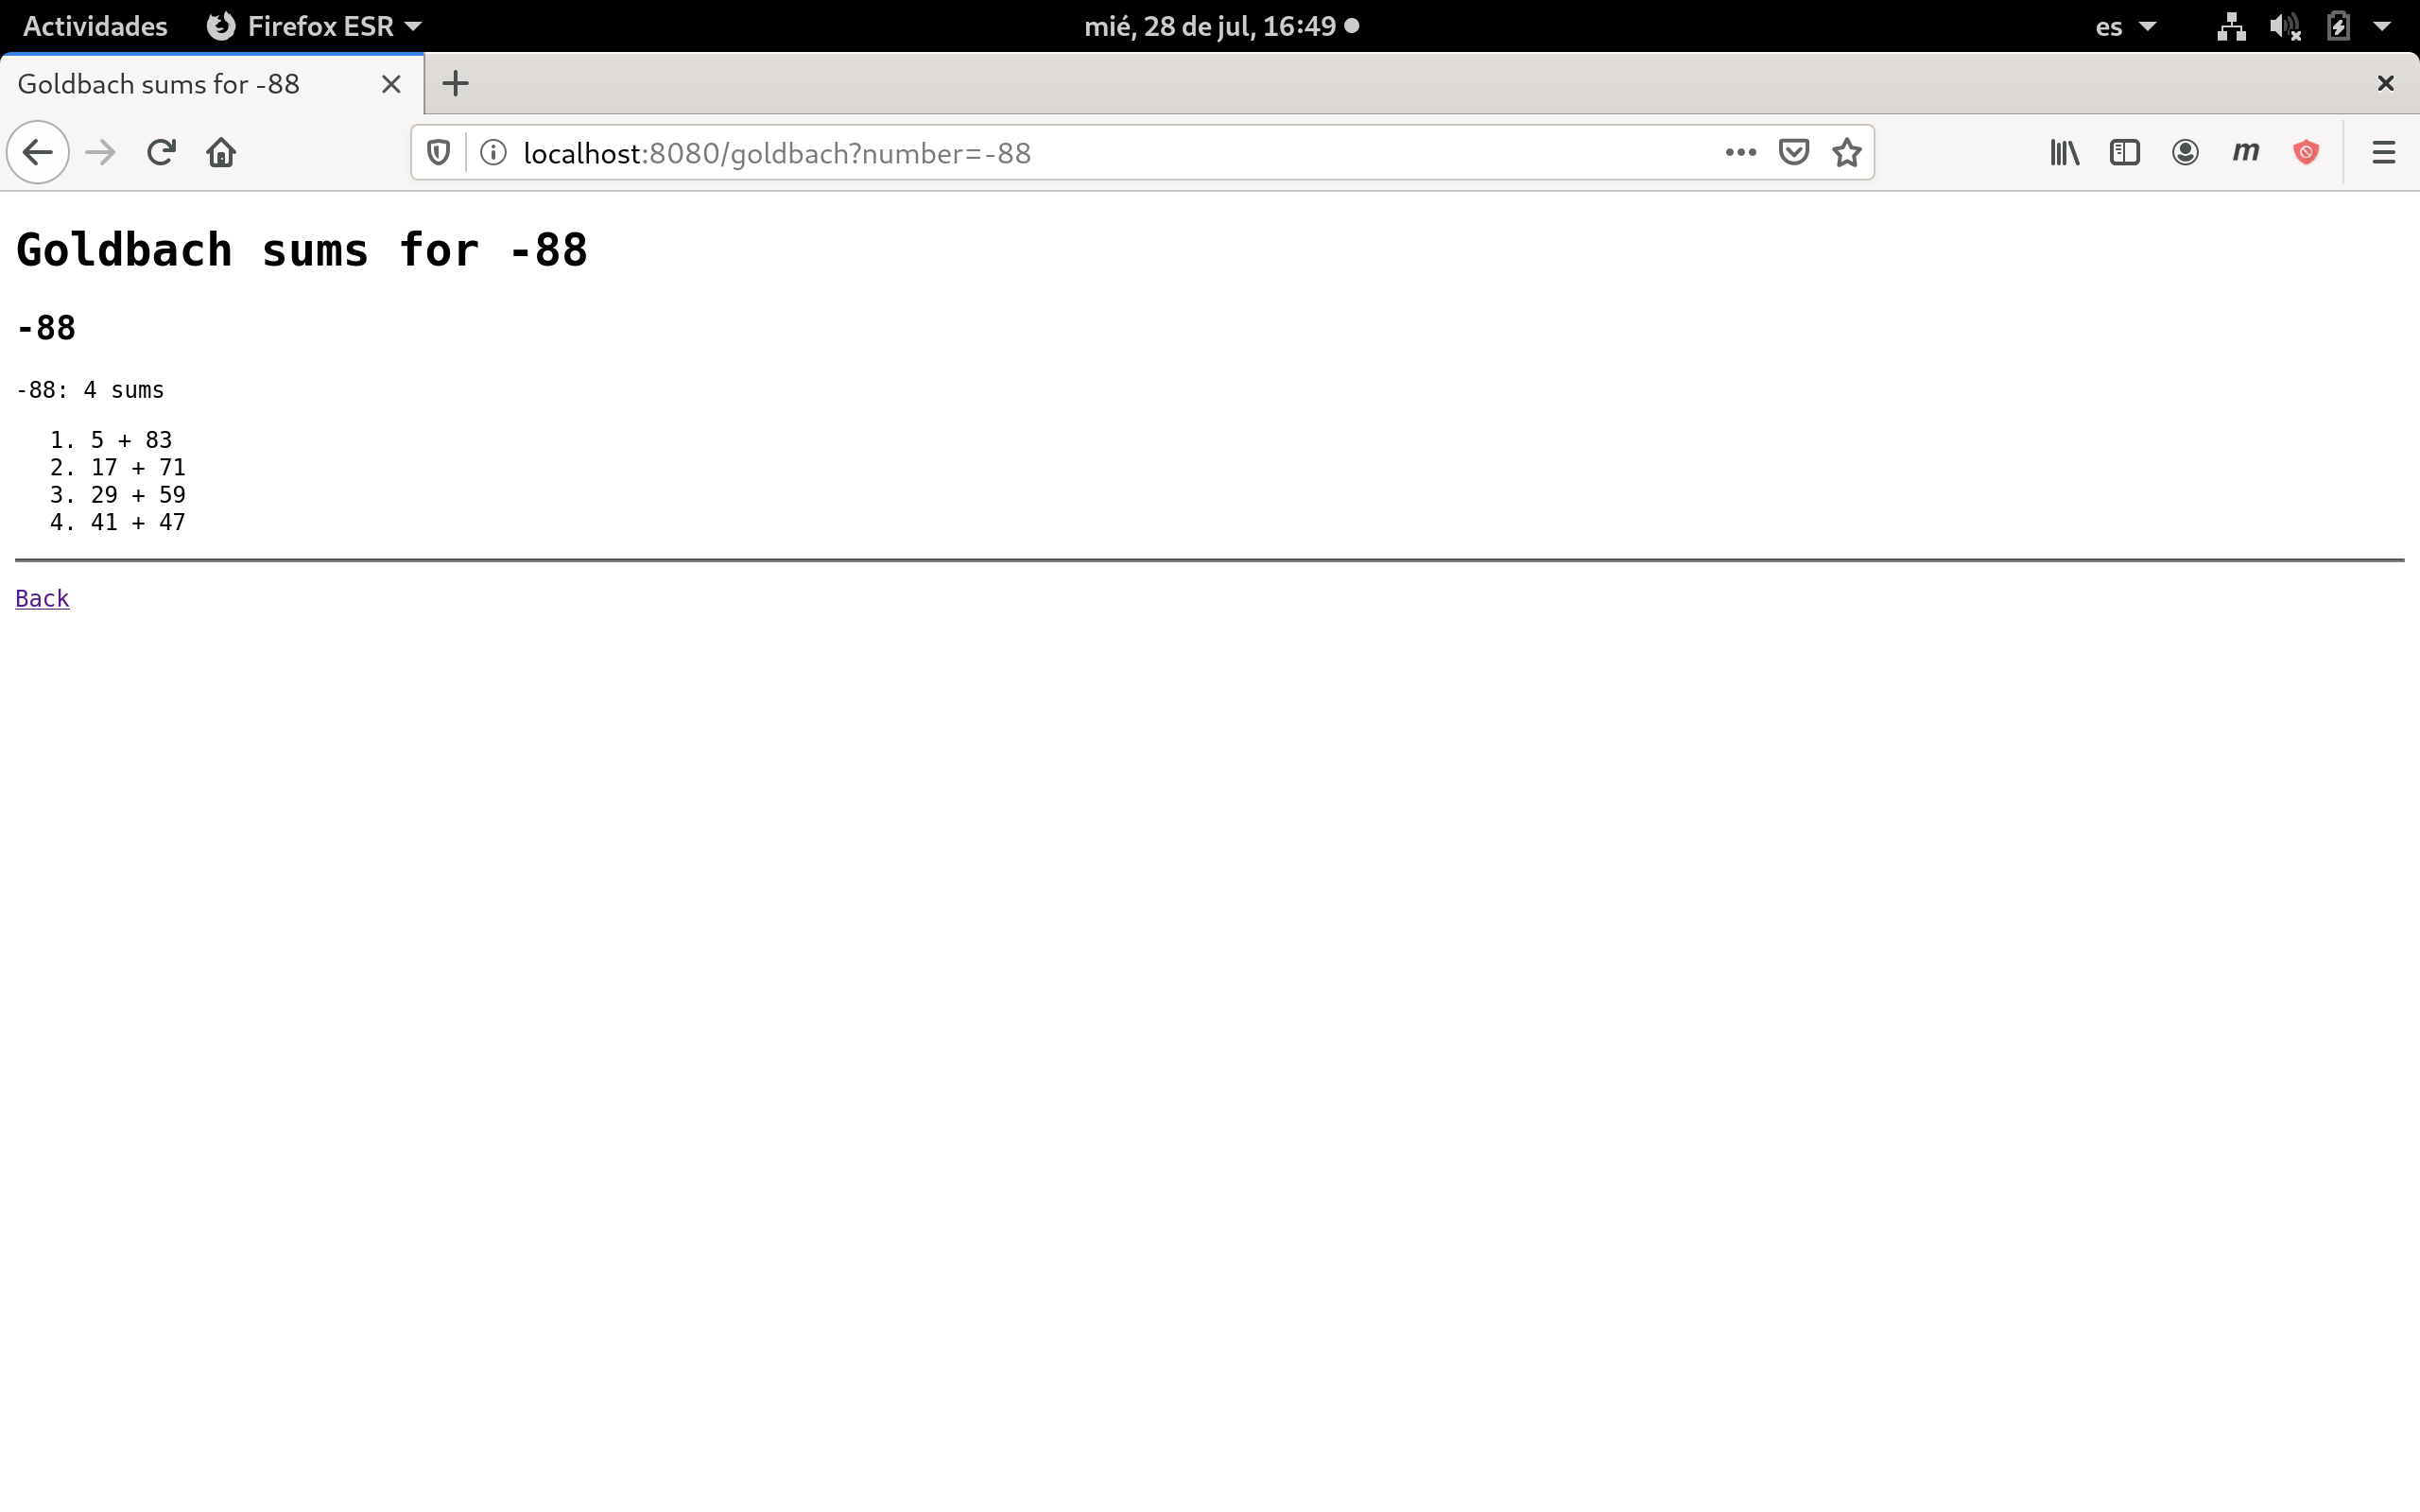 Actividades Firefox ESR mié, 28 de jul, 16:49 es
Goldbach sums for -88
localhost:8080/goldbach?number=-88
Goldbach sums for -88
-88
-88: 4 sums
1. 5 + 83
2. 17 + 71
3. 29 + 59
4. 41 + 47
Back